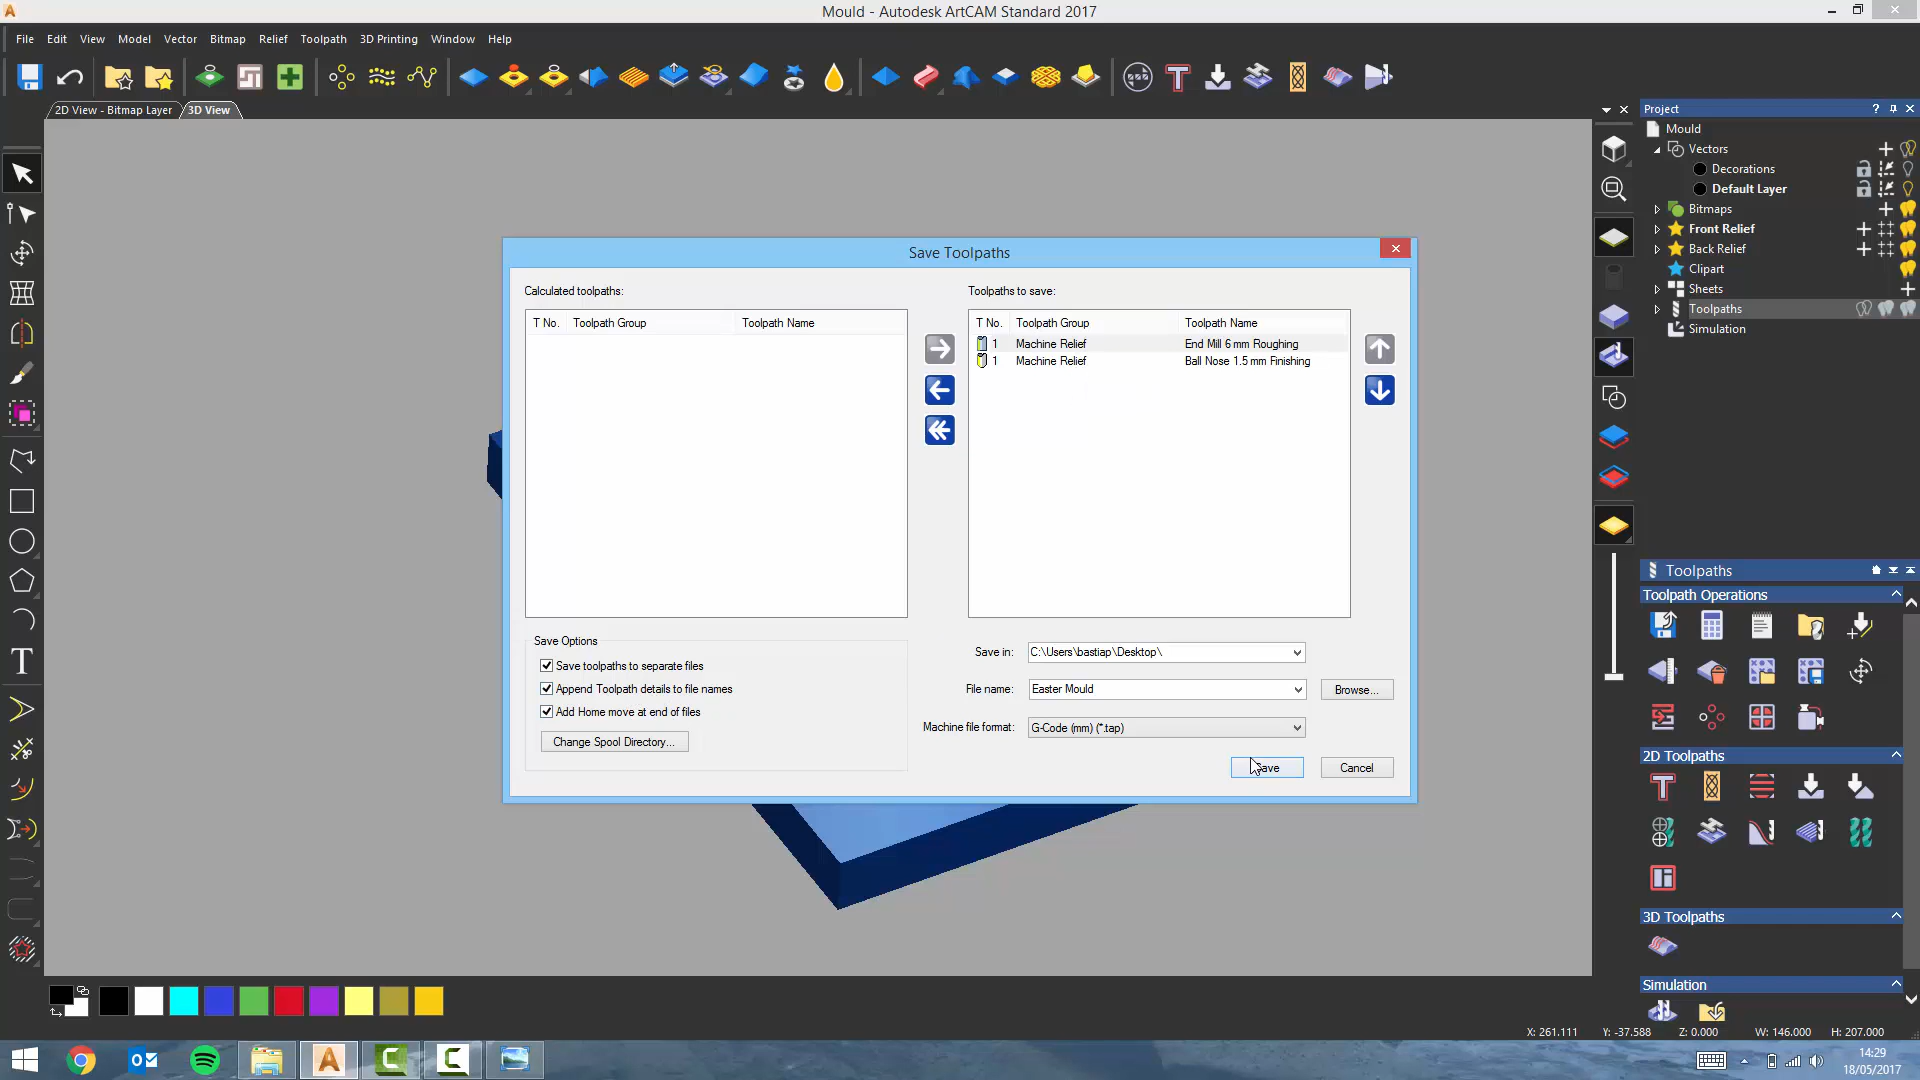 Mould - Autodesk ArtCAM Standard 2017
File Edit View Model Vector Bitmap Relief Toolpath 3D Printing Window Help
2D View - Bitmap Layer 3D View
Project
Mould
Vectors
Decorations
Default Layer
Bitmaps
Front Relief
Back Relief
Clipart
Sheets
Toolpaths
Simulation
Save Toolpaths
Calculated toolpaths:
T No. Toolpath Group Toolpath Name
Toolpaths to save:
T No. Toolpath Group Toolpath Name
1 Machine Relief End Mill 6 mm Roughing
1 Machine Relief Ball Nose 1.5 mm Finishing
Save Options
Save toolpaths to separate files
Append Toolpath details to file names
Add Home move at end of files
Change Spool Directory...
Save in: C:\Users\bastiap\Desktop\
File name: Easter Mould Browse...
Machine file format: G-Code (mm) (*.tap)
Save Cancel
Toolpaths
Toolpath Operations
2D Toolpaths
3D Toolpaths
Simulation
X: 261.111 Y: -37.588 Z: 0.000 W: 146.000 H: 207.000
14:29
18/05/2017